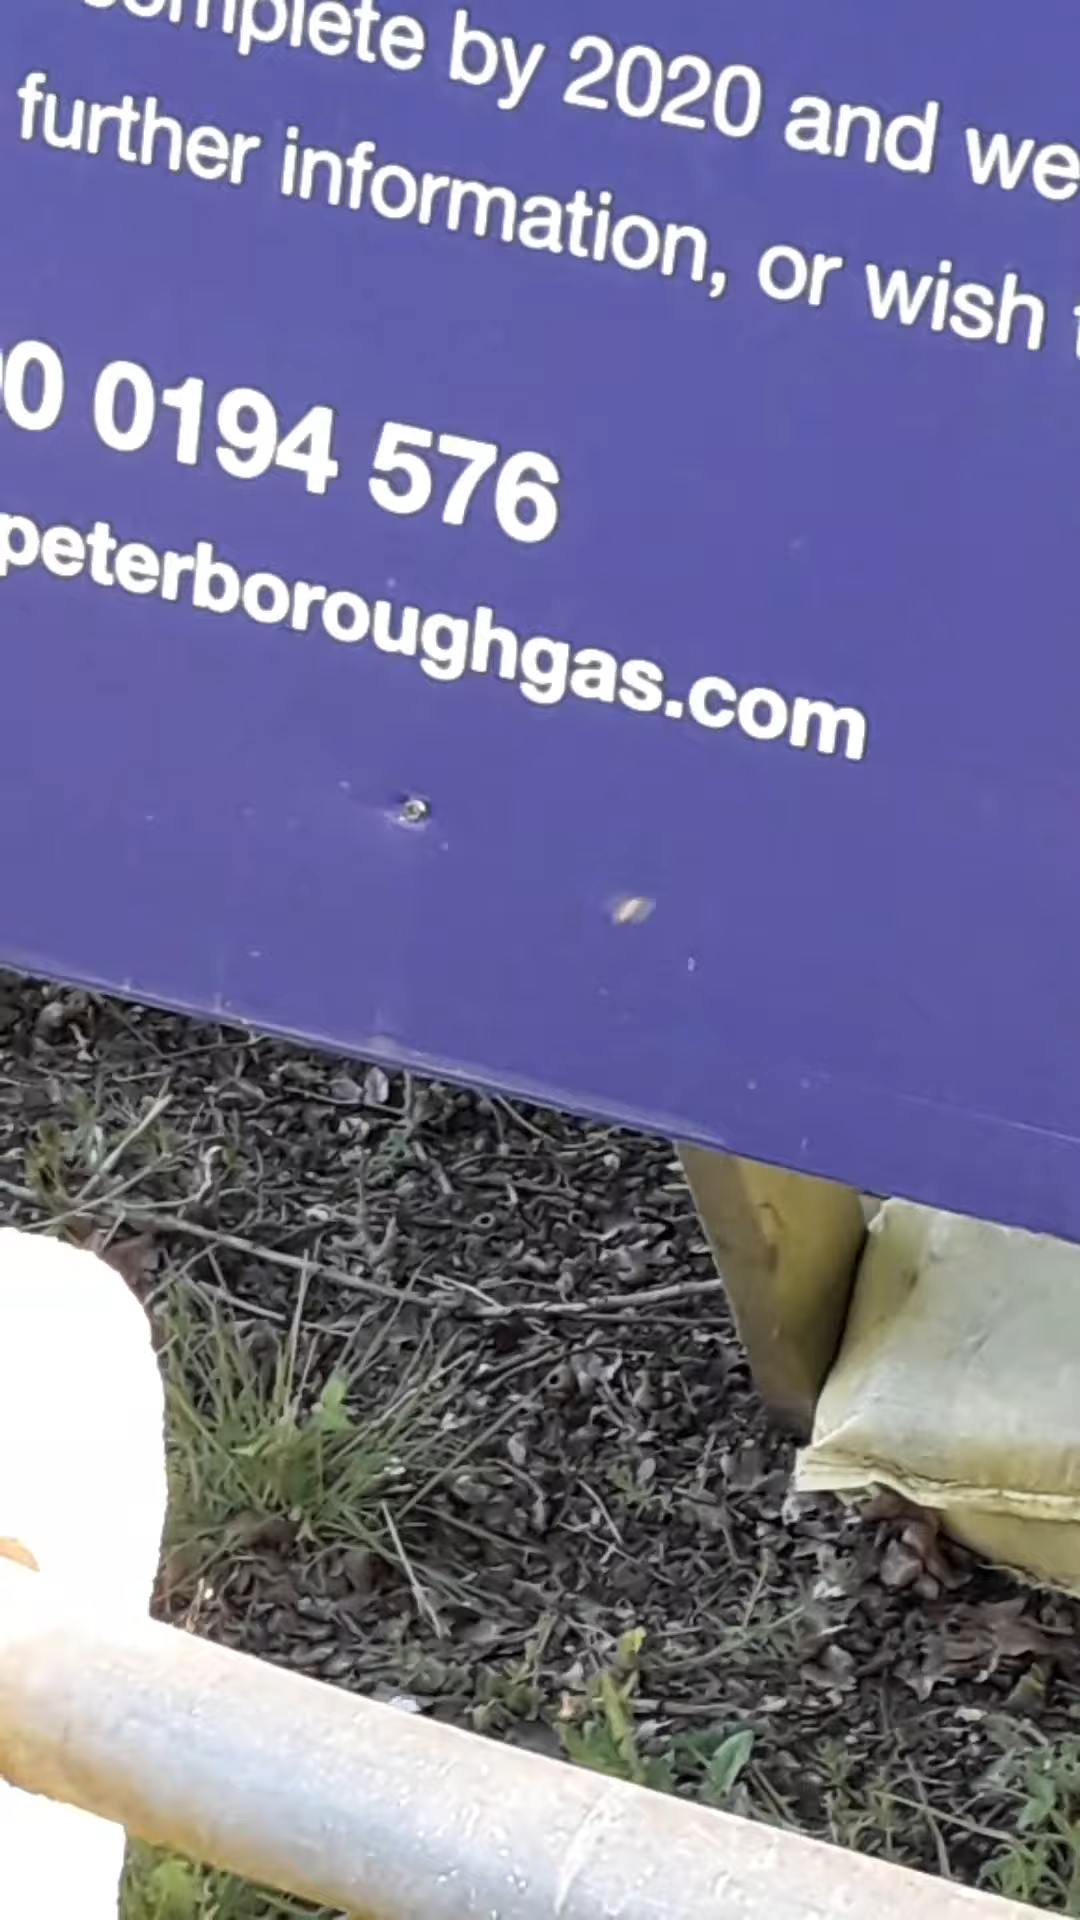 complete by 2020 and we
further information, or wish
0 0194 576
peterboroughgas.com